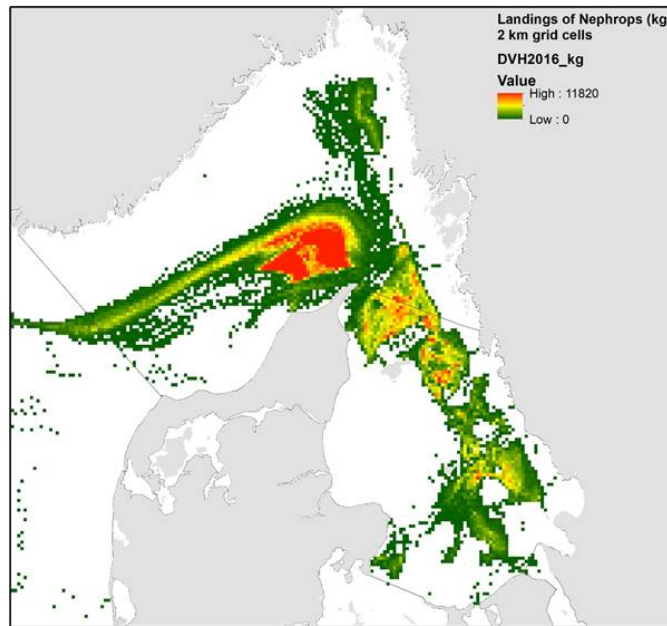 Landings of Nephrops (kg
2 km grid cells
DVH2016_kg
Value
High : 11820
Low : 0